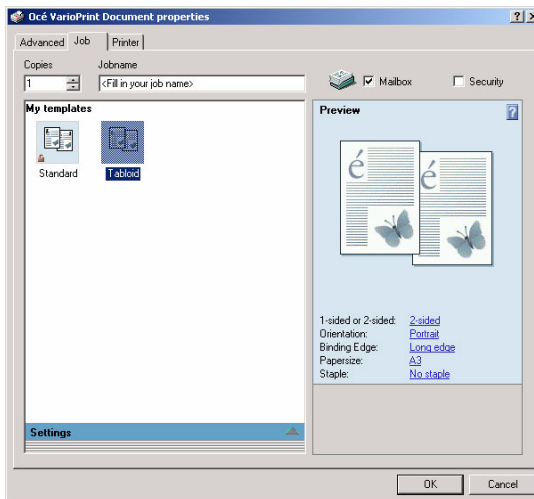 Océ VarioPrint Document properties
Advanced Job Printer
Copies Jobname
1 <Fill in your job name> Mailbox Security
My templates Preview
Standard Tabloid
é é
1-sided or 2-sided: 2-sided
Orientation: Portrait
Binding Edge: Long edge
Papersize: A3
Staple: No staple
Settings
OK Cancel